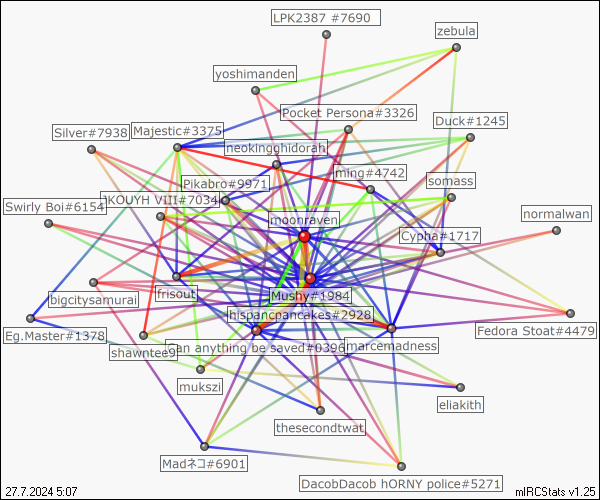 LPK2387 #7690
zebula
yoshimanden
Pocket Persona#3326
Duck#1245
Silver#7938
Majestic#3375
neokingghidorah
ming#4742
Pikabro#9971
somass
KOUYH VIII#7034
Swirly Boi#6154
moonraven
normalwan
Cypha#1717
frisout
Mushy#1984
bigcitysamurai
hispancpancakes#2928
Fedora Stoat#4479
Eg.Master#1378
shawntee9
an anything be saved#0396
marcemadness
mukszi
eliakith
thesecondtwat
Madネコ#6901
DacobDacob hORNY police#5271
27.7.2024 5:07
mIRCStats v1.25